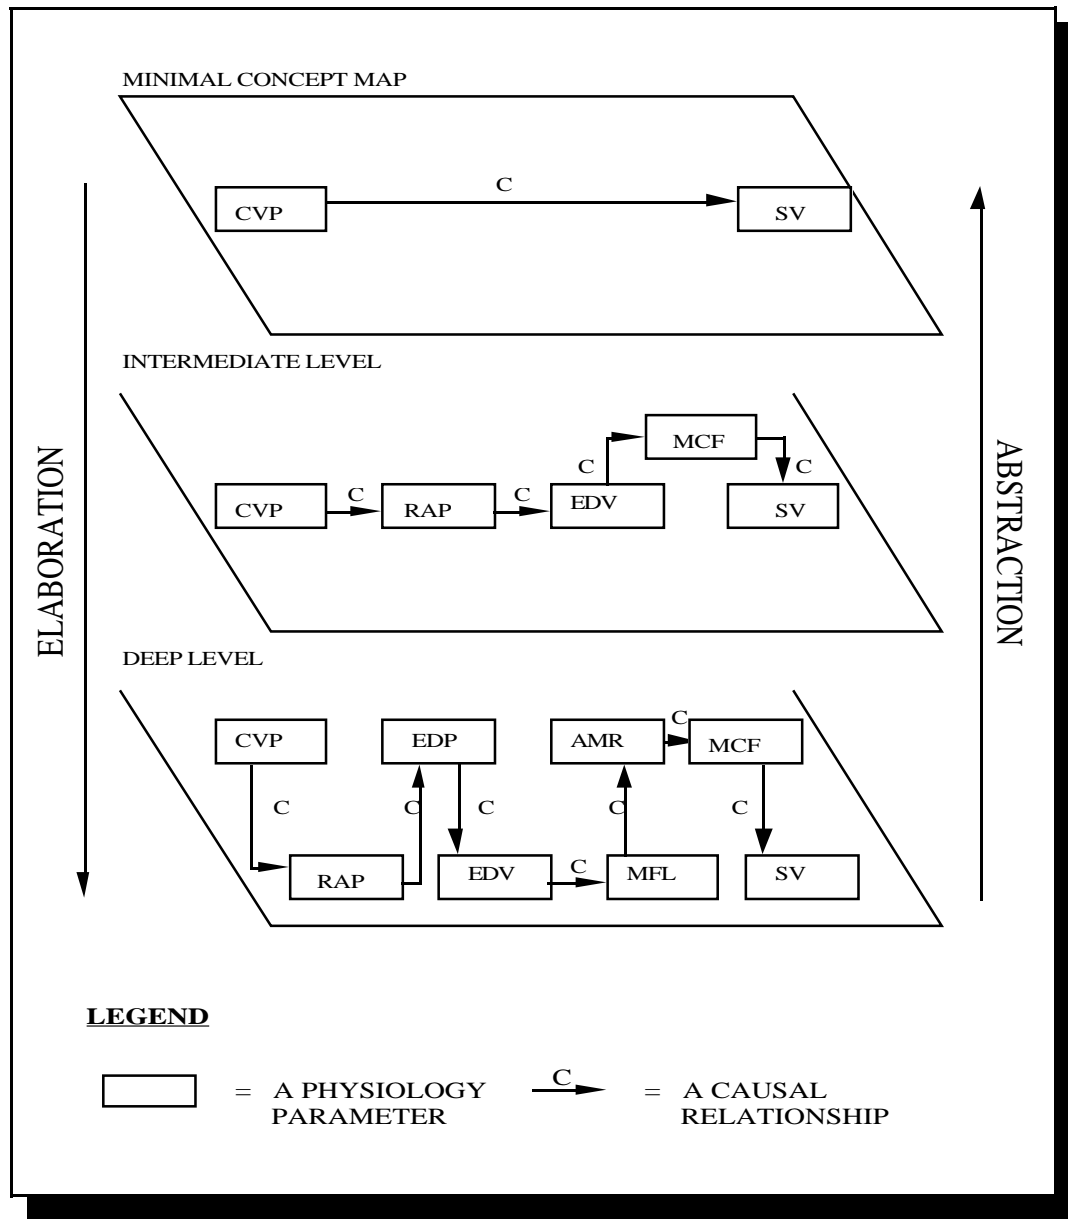 MINIMAL CONCEPT MAP
C
CVP
SV
INTERMEDIATE LEVEL
MCF
C
C
C
C
CVP
RAP
EDV
SV
ELABORATION
ABSTRACTION
DEEP LEVEL
C
CVP
EDP
AMR
MCF
C
C
C
C
C
C
RAP
EDV
MFL
SV
LEGEND
= A PHYSIOLOGY
PARAMETER
C
= A CAUSAL
RELATIONSHIP